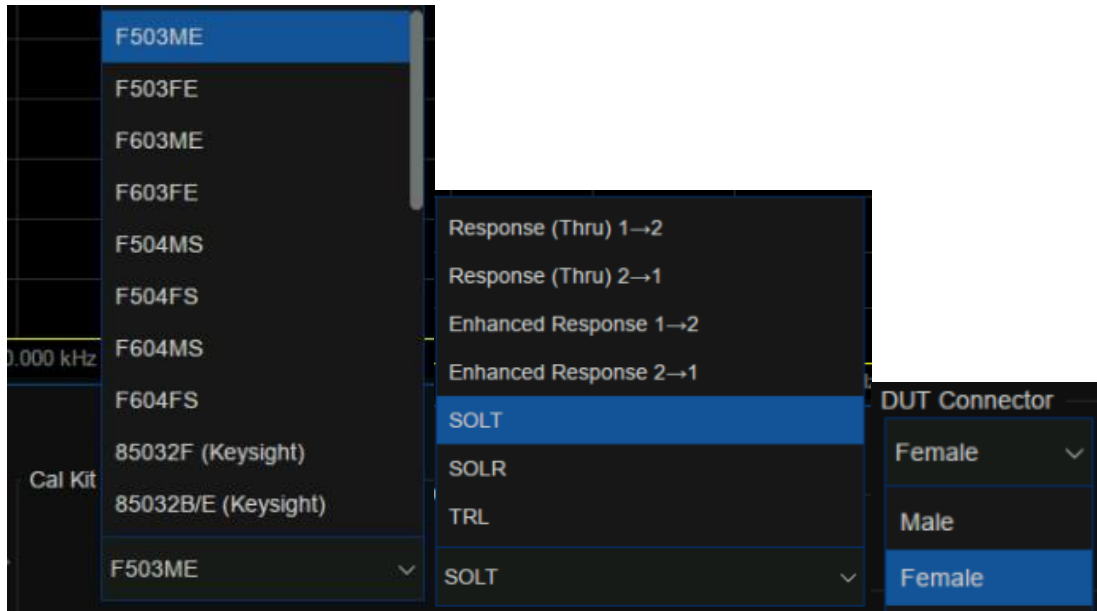 F503ME
F503FE
F603ME
F603FE
F504MS
F504FS
F604MS
F604FS
85032F (Keysight)
85032B/E (Keysight)
0.000 kHz
Cal Kit
F503ME
Response (Thru) 1→2
Response (Thru) 2→1
Enhanced Response 1→2
Enhanced Response 2→1
SOLT
SOLR
TRL
SOLT
DUT Connector
Female
Male
Female